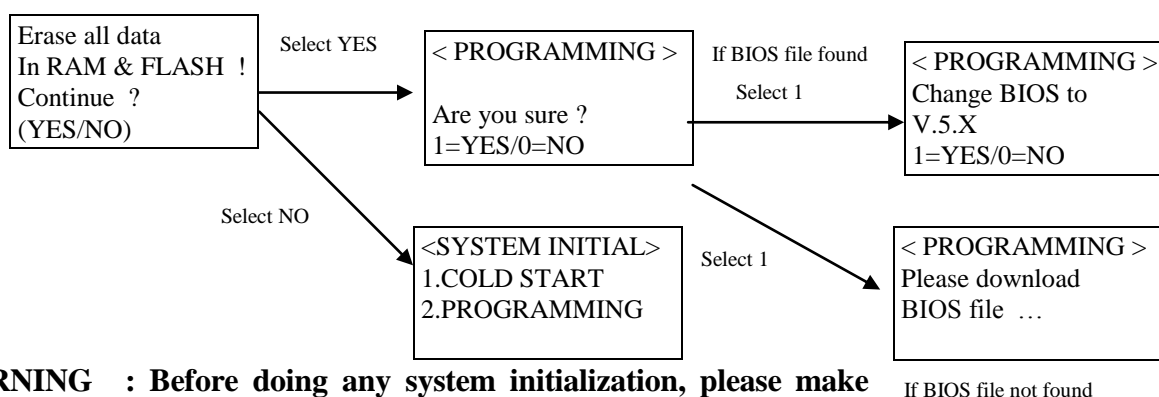 Erase all data
In RAM & FLASH !
Continue ?
(YES/NO)
Select YES
< PROGRAMMING >
Are you sure ?
1=YES/0=NO
If BIOS file found
Select 1
< PROGRAMMING >
Change BIOS to
V.5.X
1=YES/0=NO
Select NO
<SYSTEM INITIAL>
1.COLD START
2.PROGRAMMING
Select 1
< PROGRAMMING >
Please download
BIOS file …
If BIOS file not found
RNING : Before doing any system initialization, please make